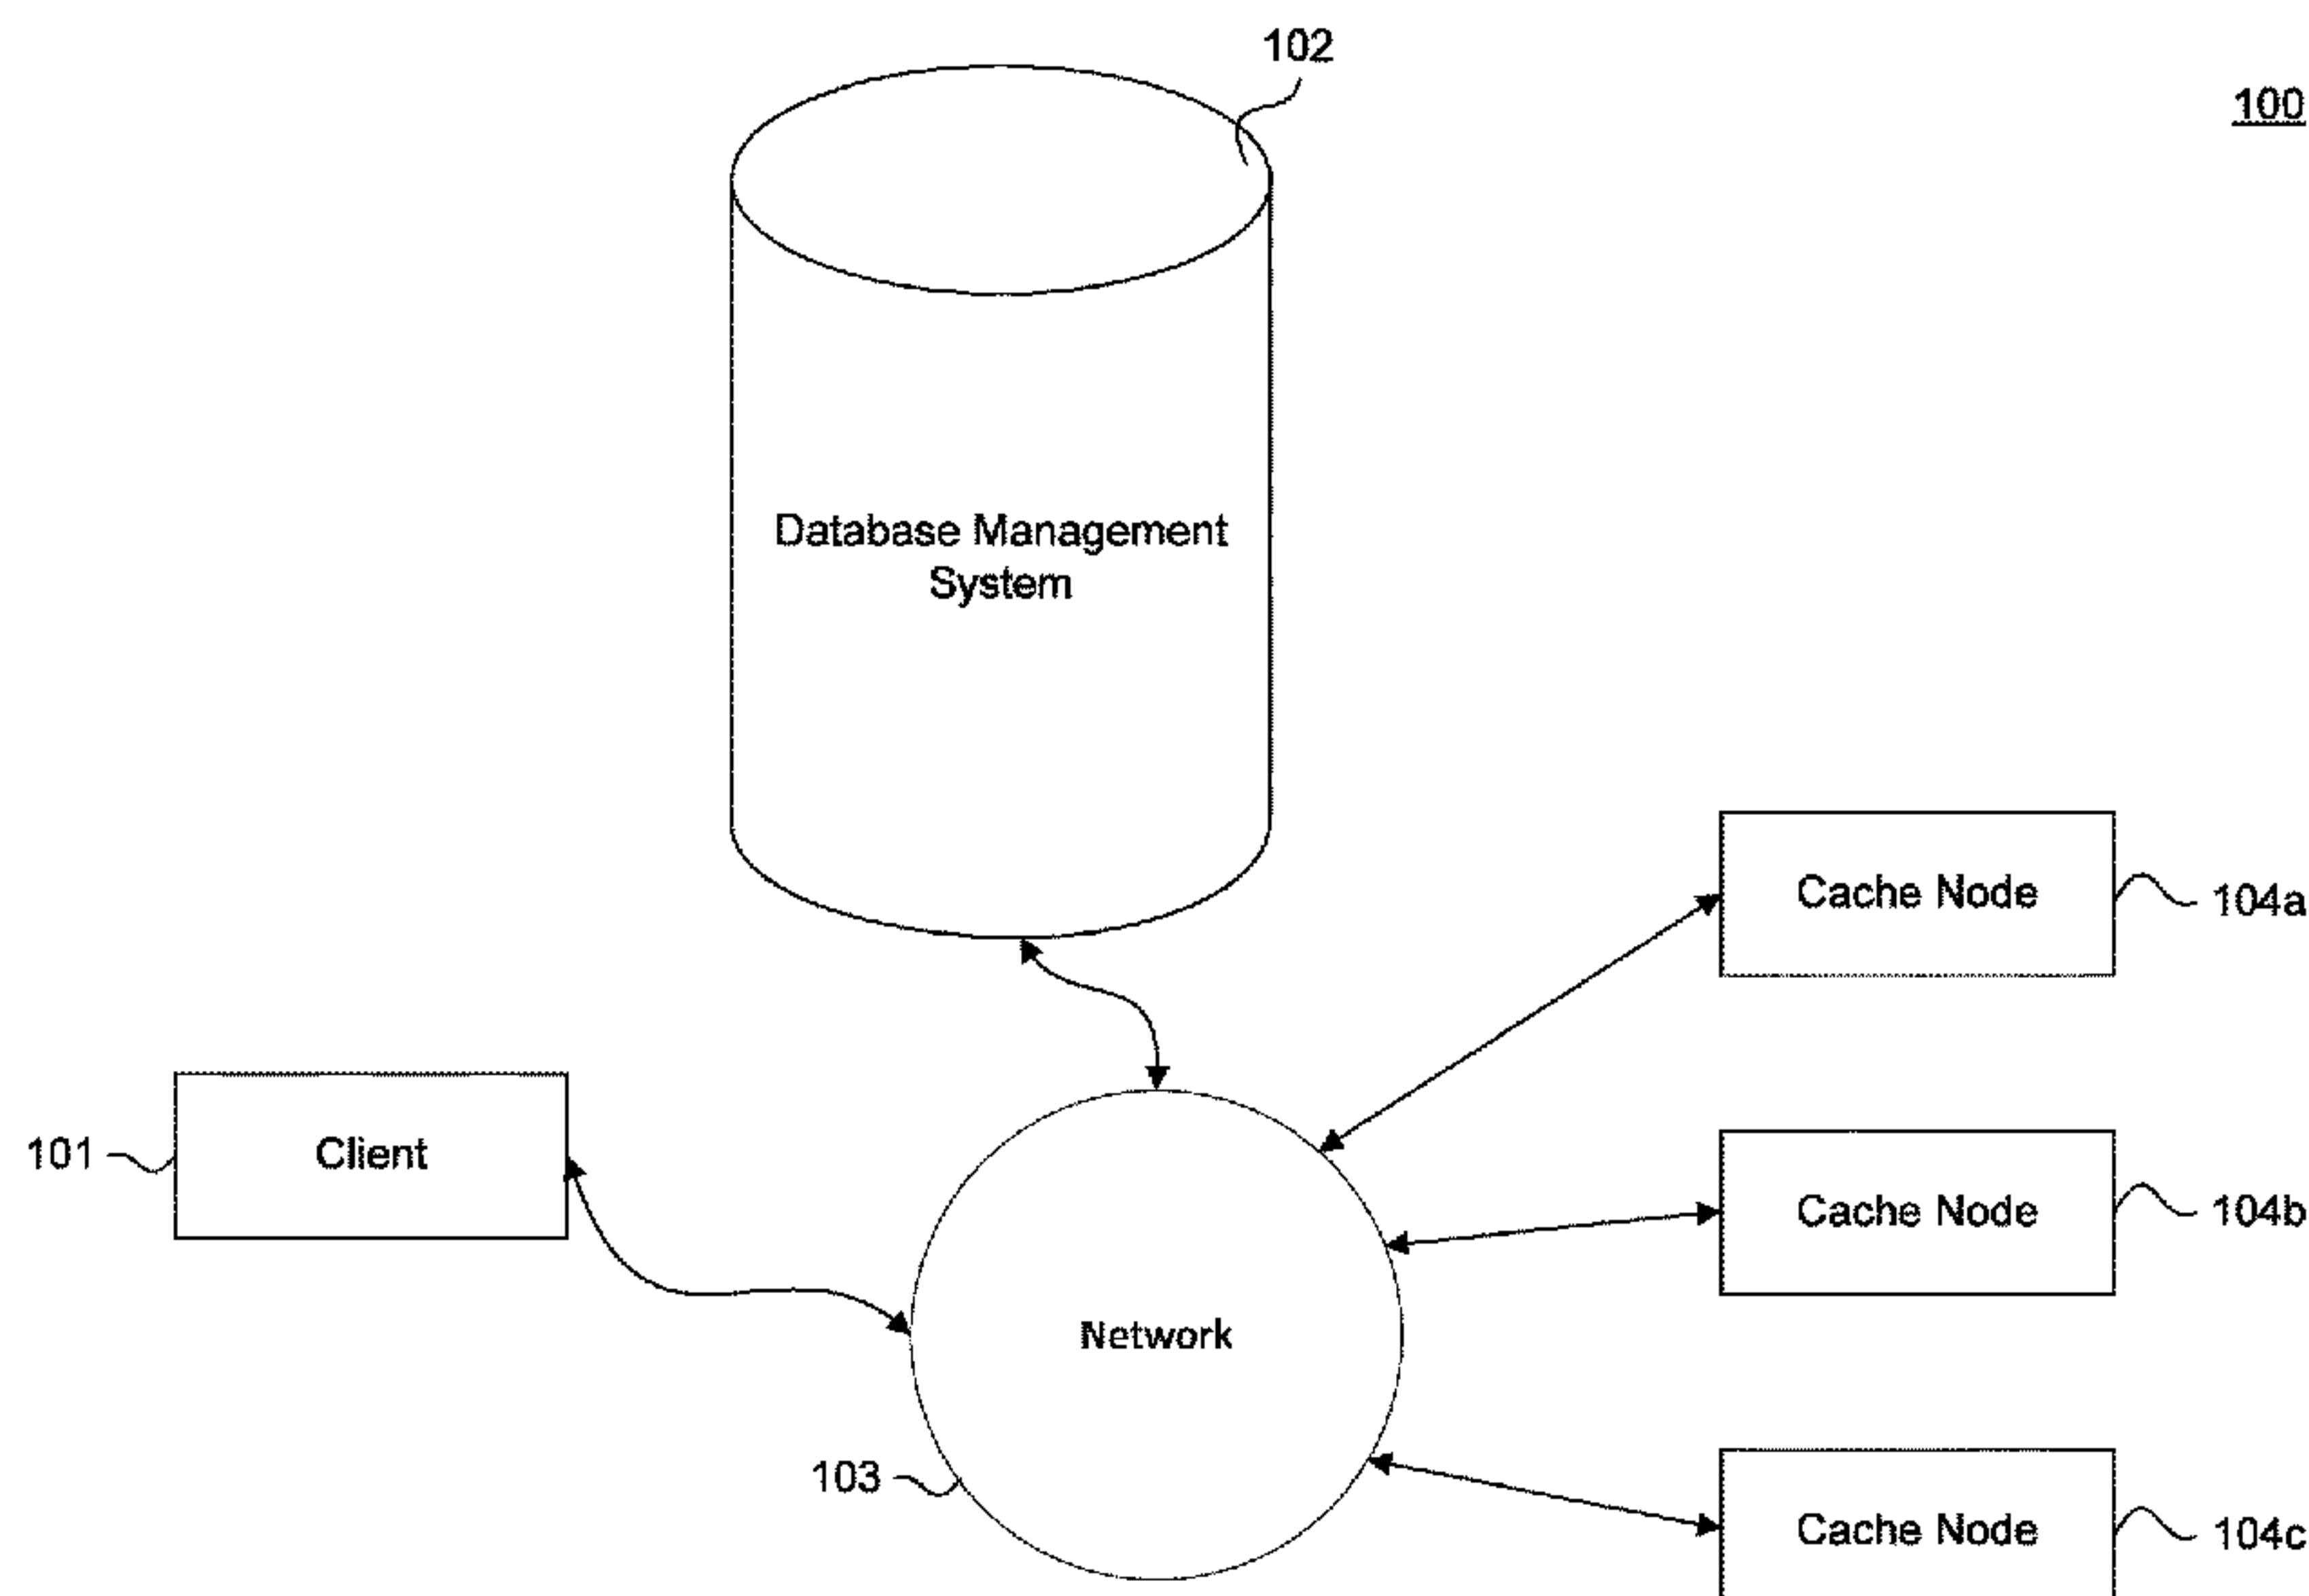 102
100
Database Management
System
Cache Node
104a
101
Client
Cache Node
104b
Network
103
Cache Node
104c